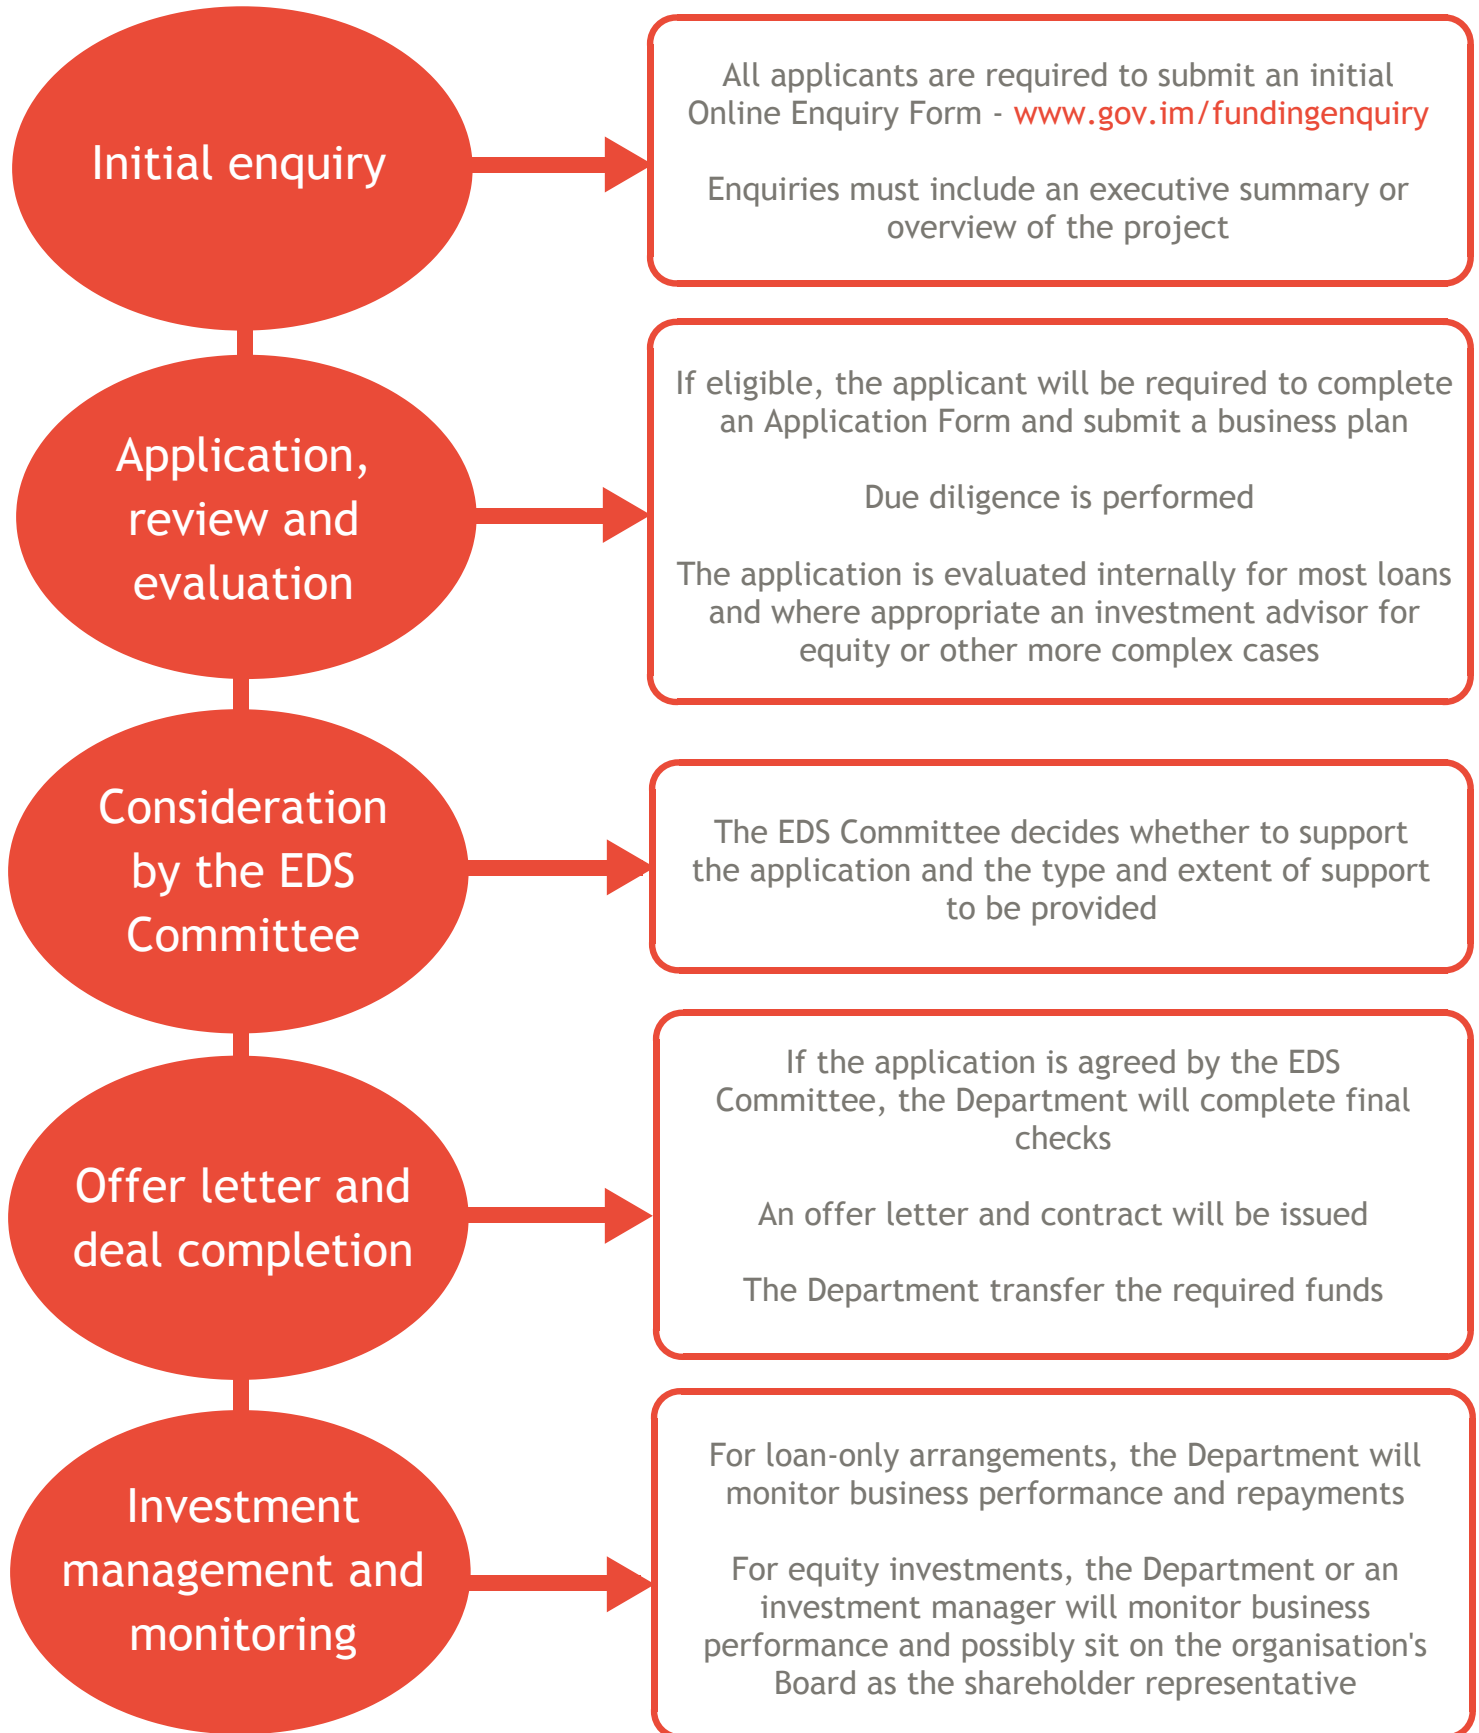 Initial enquiry
All applicants are required to submit an initial
Online Enquiry Form - www.gov.im/fundingenquiry
Enquiries must include an executive summary or
overview of the project
Application,
review and
evaluation
If eligible, the applicant will be required to complete
an Application Form and submit a business plan
Due diligence is performed
The application is evaluated internally for most loans
and where appropriate an investment advisor for
equity or other more complex cases
Consideration
by the EDS
Committee
The EDS Committee decides whether to support
the application and the type and extent of support
to be provided
Offer letter and
deal completion
If the application is agreed by the EDS
Committee, the Department will complete final
checks
An offer letter and contract will be issued
The Department transfer the required funds
Investment
management and
monitoring
For loan-only arrangements, the Department will
monitor business performance and repayments
For equity investments, the Department or an
investment manager will monitor business
performance and possibly sit on the organisation's
Board as the shareholder representative